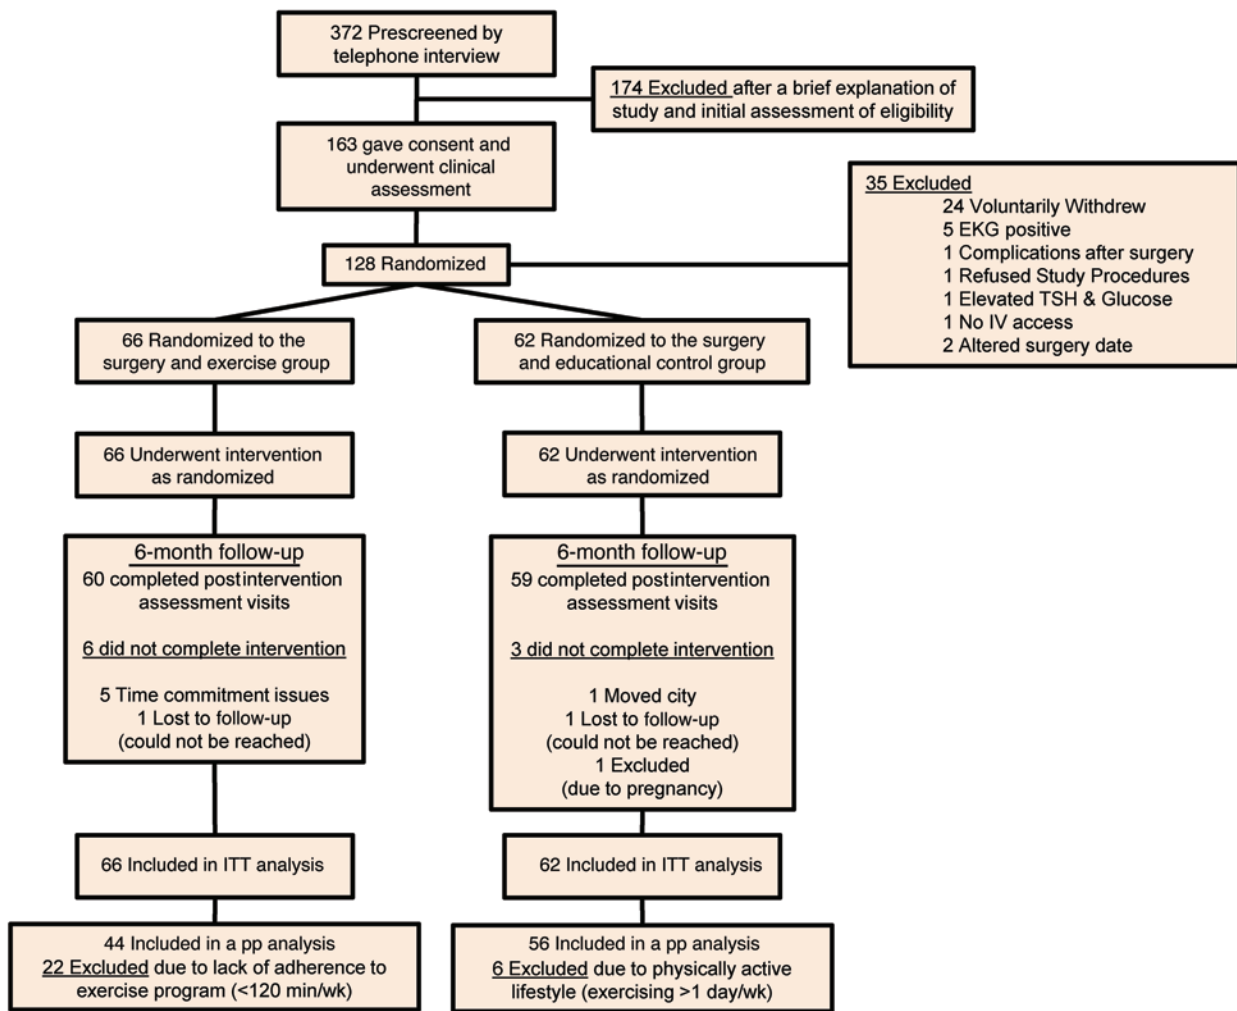 372 Prescreened by
telephone interview
174 Excluded after a brief explanation of
study and initial assessment of eligibility
163 gave consent and
underwent clinical
assessment
35 Excluded
24 Voluntarily Withdrew
5 EKG positive
1 Complications after surgery
1 Refused Study Procedures
1 Elevated TSH & Glucose
1 No IV access
2 Altered surgery date
128 Randomized
66 Randomized to the
surgery and exercise group
62 Randomized to the surgery
and educational control group
66 Underwent intervention
as randomized
62 Underwent intervention
as randomized
6-month follow-up
60 completed postintervention
assessment visits
6 did not complete intervention
5 Time commitment issues
1 Lost to follow-up
(could not be reached)
6-month follow-up
59 completed postintervention
assessment visits
3 did not complete intervention
1 Moved city
1 Lost to follow-up
(could not be reached)
1 Excluded
(due to pregnancy)
66 Included in ITT analysis
62 Included in ITT analysis
44 Included in a pp analysis
22 Excluded due to lack of adherence to
exercise program (<120 min/wk)
56 Included in a pp analysis
6 Excluded due to physically active
lifestyle (exercising >1 day/wk)